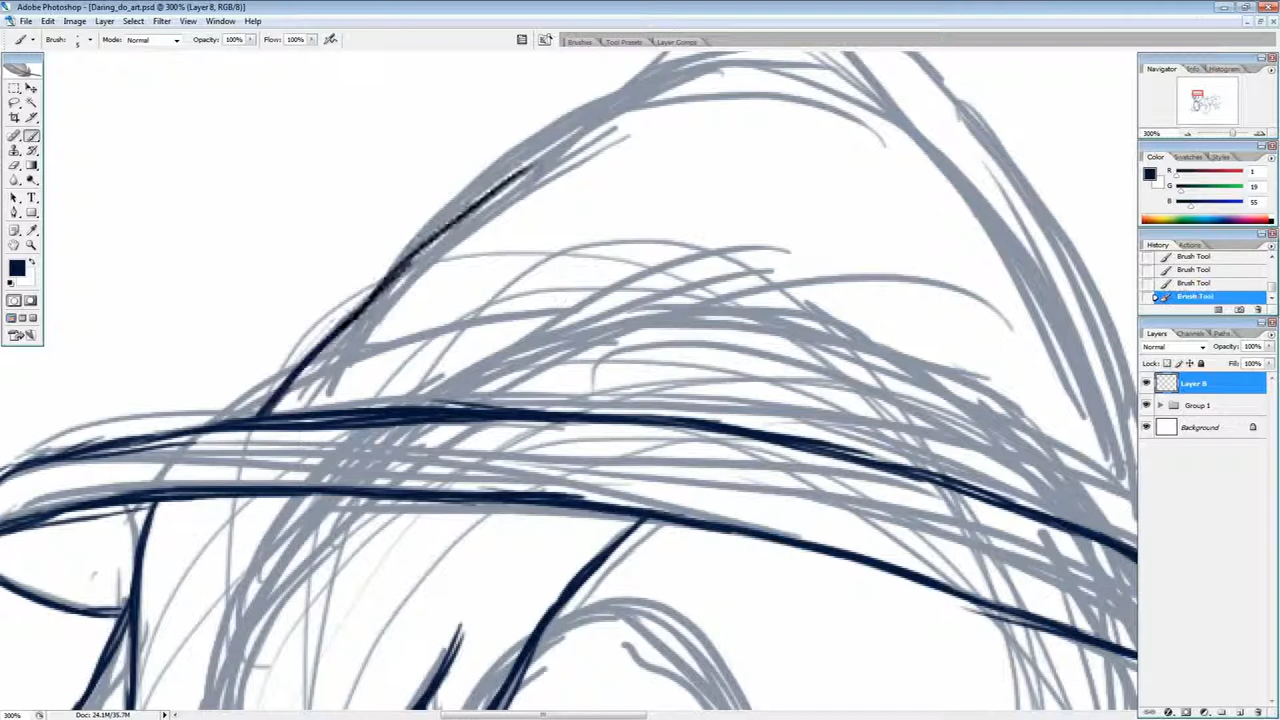 Adobe Photoshop - [Daring_do_art.psd @ 300% (Layer 8, RGB/8)]
File Edit Image Layer Select Filter View Window Help
Brush: 5 Mode: Normal Opacity: 100% Flow: 100%
Brushes Tool Presets Layer Comps
Navigator Info Histogram
300%
Color Swatches Styles
R 1
G 19
B 55
History Actions
Brush Tool
Brush Tool
Brush Tool
Brush Tool
Layers Channels Paths
Normal Opacity: 100%
Lock: Fill: 100%
Layer 8
Group 1
Background
300% Doc: 24.1M/35.7M